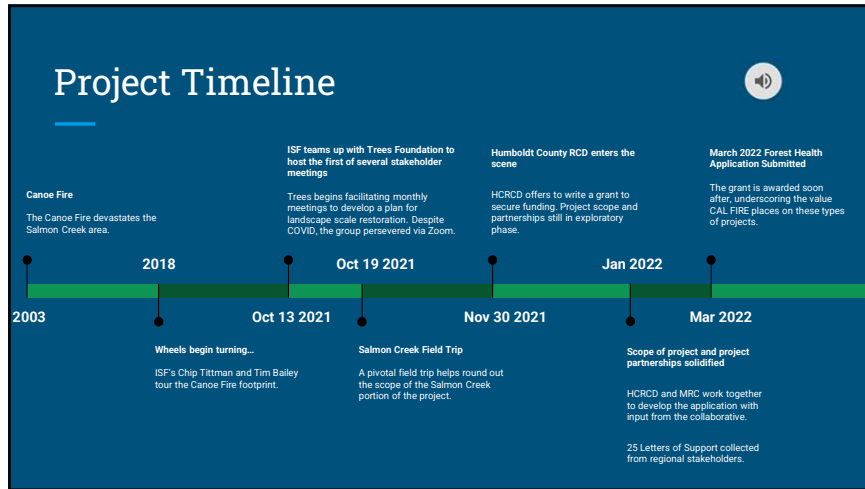 Project Timeline
Canoe Fire
The Canoe Fire devastates the
Salmon Creek area.
ISF teams up with Trees Foundation to
host the first of several stakeholder
meetings
Trees begins facilitating monthly
meetings to develop a plan for
landscape scale restoration. Despite
COVID, the group persevered via Zoom.
Humboldt County RCD enters the
scene
HCRCD offers to write a grant to
secure funding. Project scope and
partnerships still in exploratory
phase.
March 2022 Forest Health
Application Submitted
The grant is awarded soon
after, underscoring the value
CAL FIRE places on these types
of projects.
2018
Oct 19 2021
Jan 2022
2003
Oct 13 2021
Nov 30 2021
Mar 2022
Wheels begin turning…
ISF's Chip Tittman and Tim Bailey
tour the Canoe Fire footprint.
Salmon Creek Field Trip
A pivotal field trip helps round out
the scope of the Salmon Creek
portion of the project.
Scope of project and project
partnerships solidified
HCRCD and MRC work together
to develop the application with
input from the collaborative.
25 Letters of Support collected
from regional stakeholders.